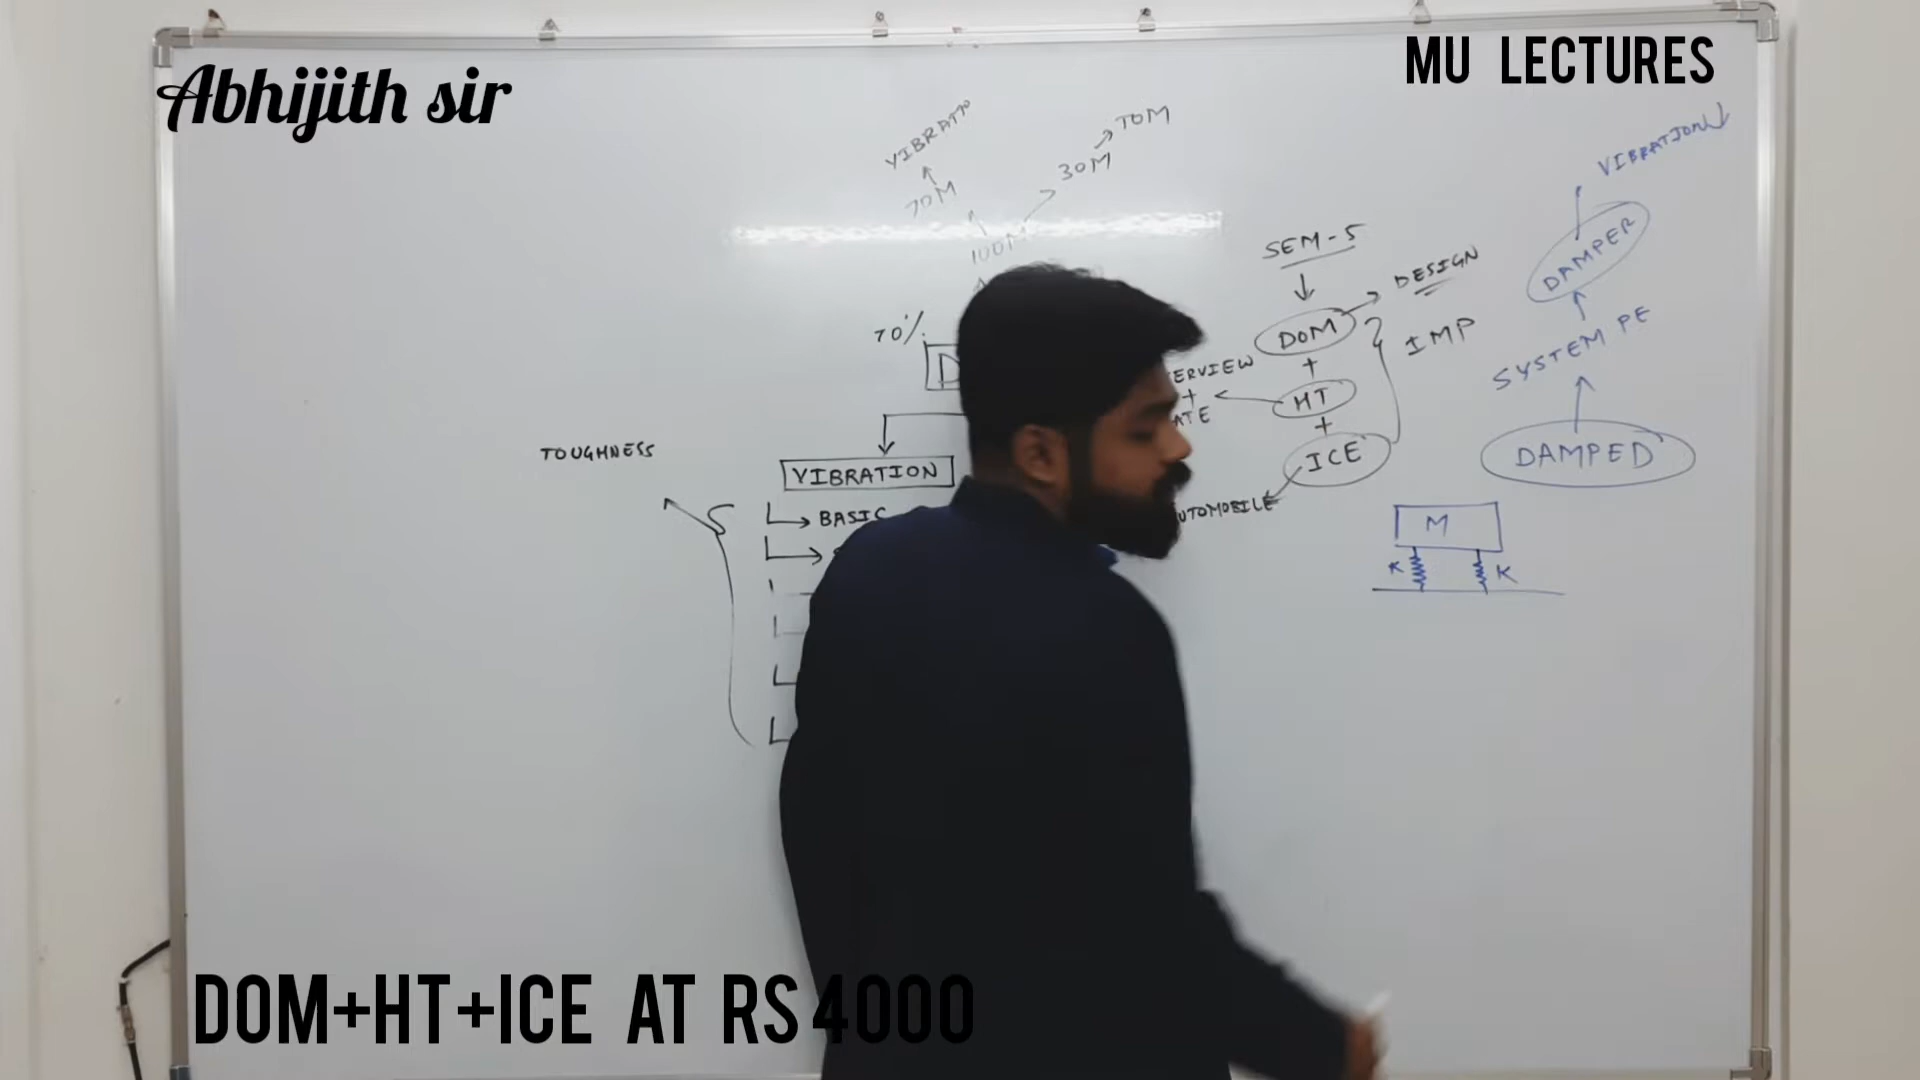 Abhijith sir
MU LECTURES
VIBRATIO
TOM
30M
70M
100M
70%
VIBRATION
BASIC
TOUGHNESS
SEM-5
DOM
DESIGN
+
HT
+
ICE
IMP
ERVIEW
+
ATE
UTOMOBILE
VIBRATION↓
DAMPER
SYSTEM PE
DAMPED
M
K K
DOM+HT+ICE AT RS 4000